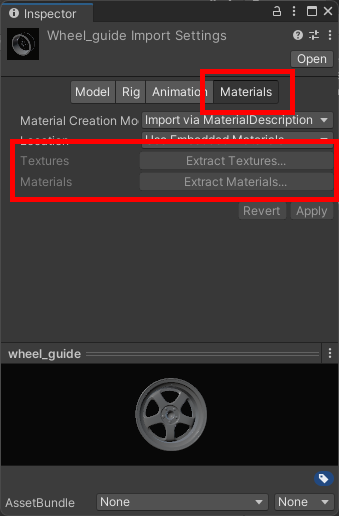 Inspector
Wheel_guide Import Settings
Open
Model Rig Animation Materials
Material Creation Mo Import via MaterialDescription
Location Use Embedded Materials
Textures Extract Textures...
Materials Extract Materials...
Revert Apply
wheel_guide
AssetBundle None None